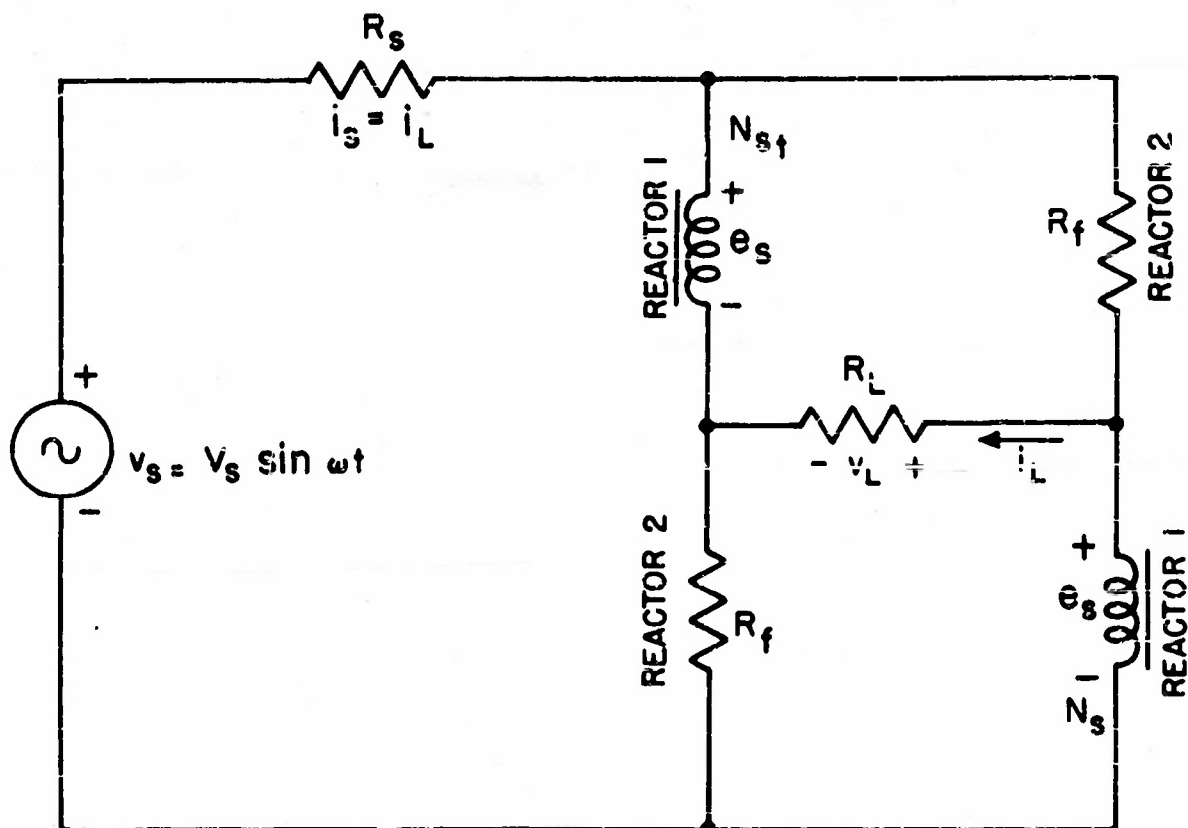 R_s
i_s = i_L
N_s1
REACTOR 1
+
e_s
-
R_f
REACTOR 2
R_L
- v_L +
i_L
+
v_s = V_s sin ωt
-
REACTOR 2
R_f
+
e_s
-
N_s
REACTOR 1